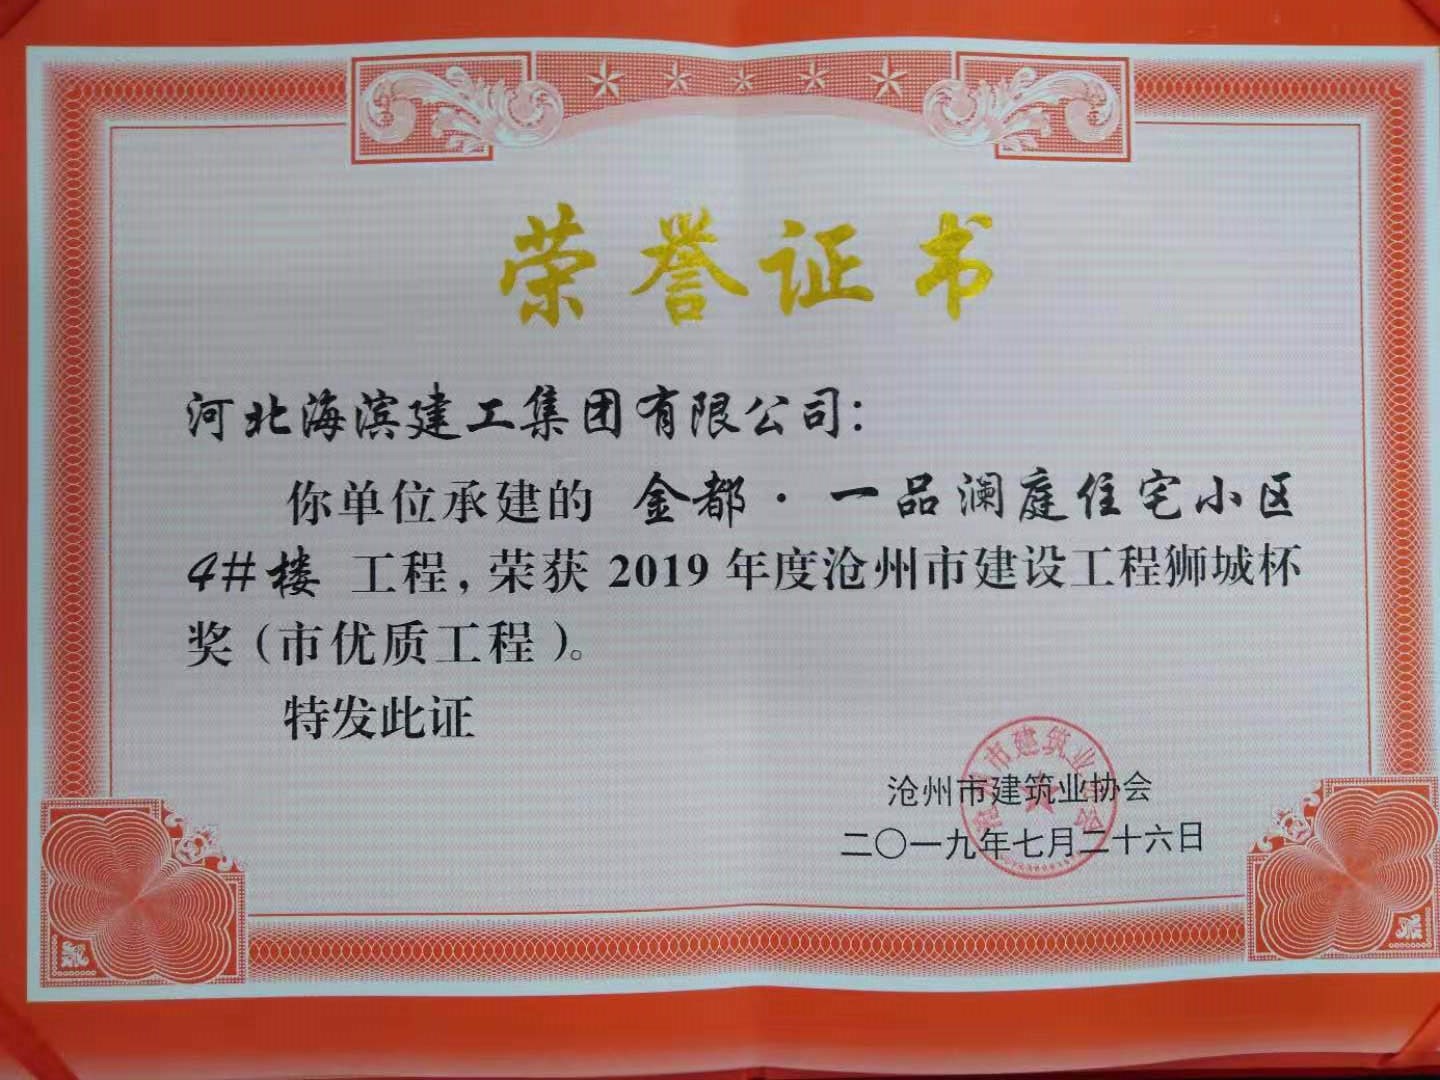 荣誉证书
河北海滨建工集团有限公司：
你单位承建的 金都·一品澜庭住宅小区
4#楼 工程，荣获 2019 年度沧州市建设工程狮城杯
奖（市优质工程）。
特发此证
沧州市建筑业协会
二〇一九年七月二十六日